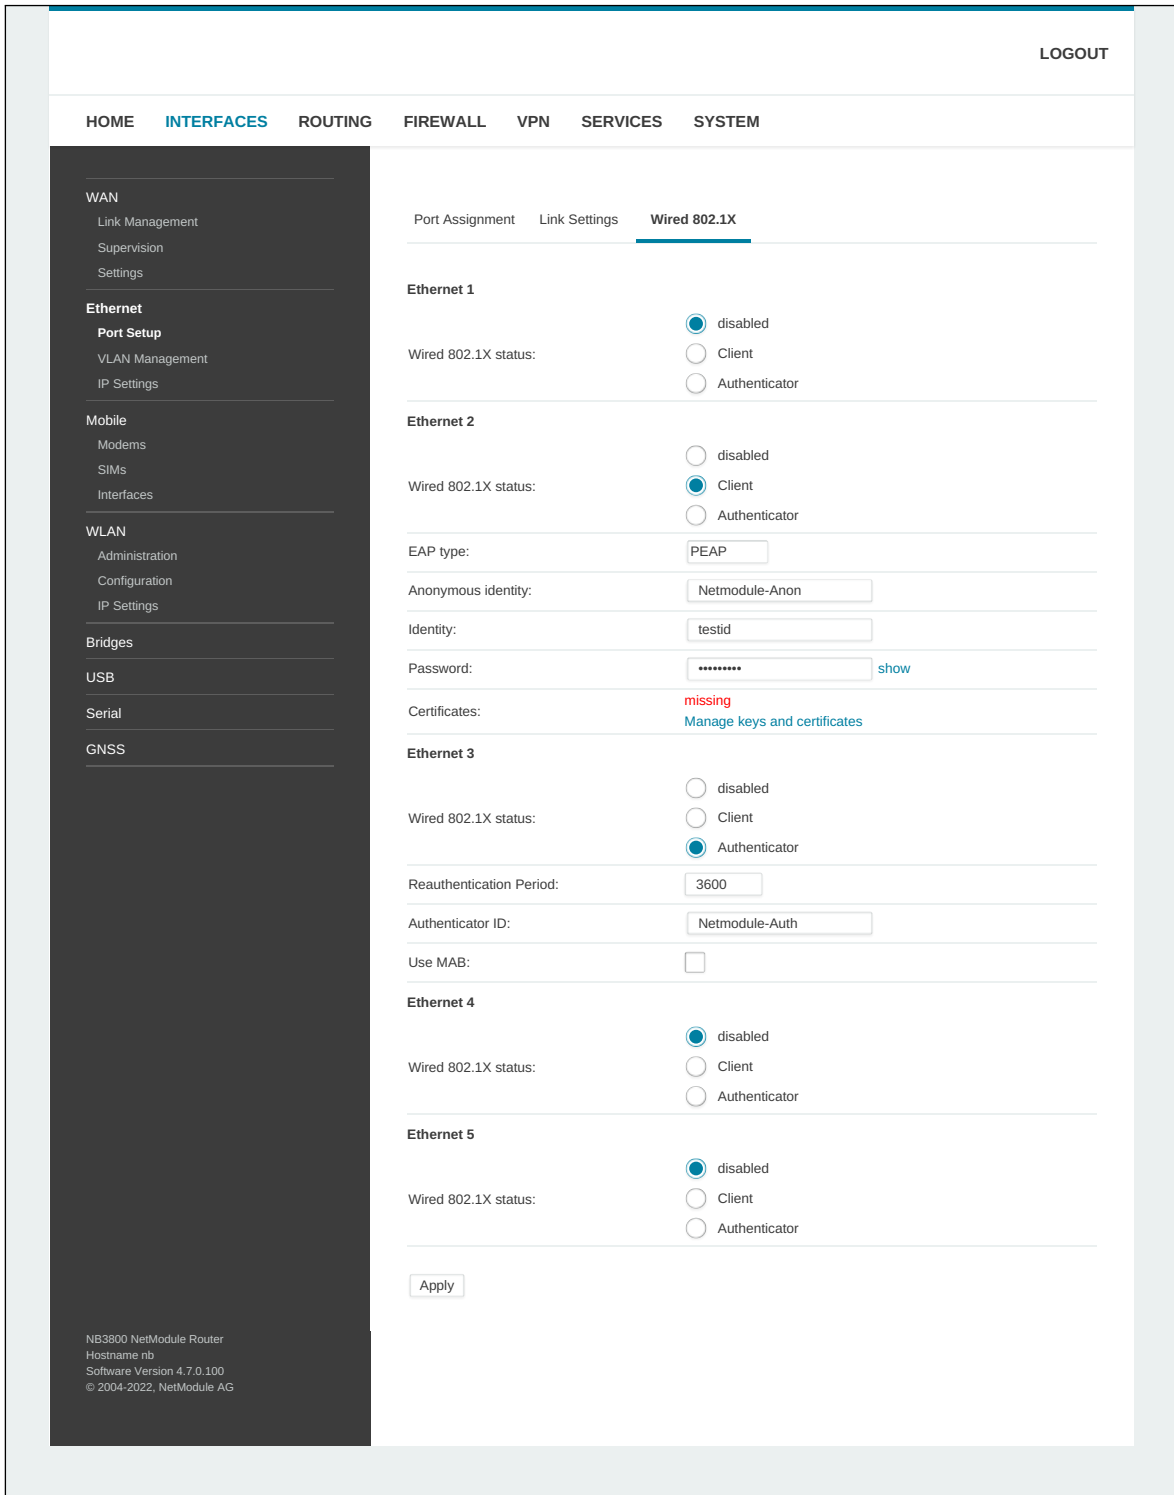 LOGOUT
HOME INTERFACES ROUTING FIREWALL VPN SERVICES SYSTEM
WAN
Link Management
Supervision
Settings
Ethernet
Port Setup
VLAN Management
IP Settings
Mobile
Modems
SIMs
Interfaces
WLAN
Administration
Configuration
IP Settings
Bridges
USB
Serial
GNSS
NB3800 NetModule Router
Hostname nb
Software Version 4.7.0.100
© 2004-2022, NetModule AG
Port Assignment Link Settings Wired 802.1X
Ethernet 1
disabled
Wired 802.1X status: Client
Authenticator
Ethernet 2
disabled
Wired 802.1X status: Client
Authenticator
EAP type: PEAP
Anonymous identity: Netmodule-Anon
Identity: testid
Password: ••••••••• show
missing
Certificates:
Manage keys and certificates
Ethernet 3
disabled
Wired 802.1X status: Client
Authenticator
Reauthentication Period: 3600
Authenticator ID: Netmodule-Auth
Use MAB:
Ethernet 4
disabled
Wired 802.1X status: Client
Authenticator
Ethernet 5
disabled
Wired 802.1X status: Client
Authenticator
Apply